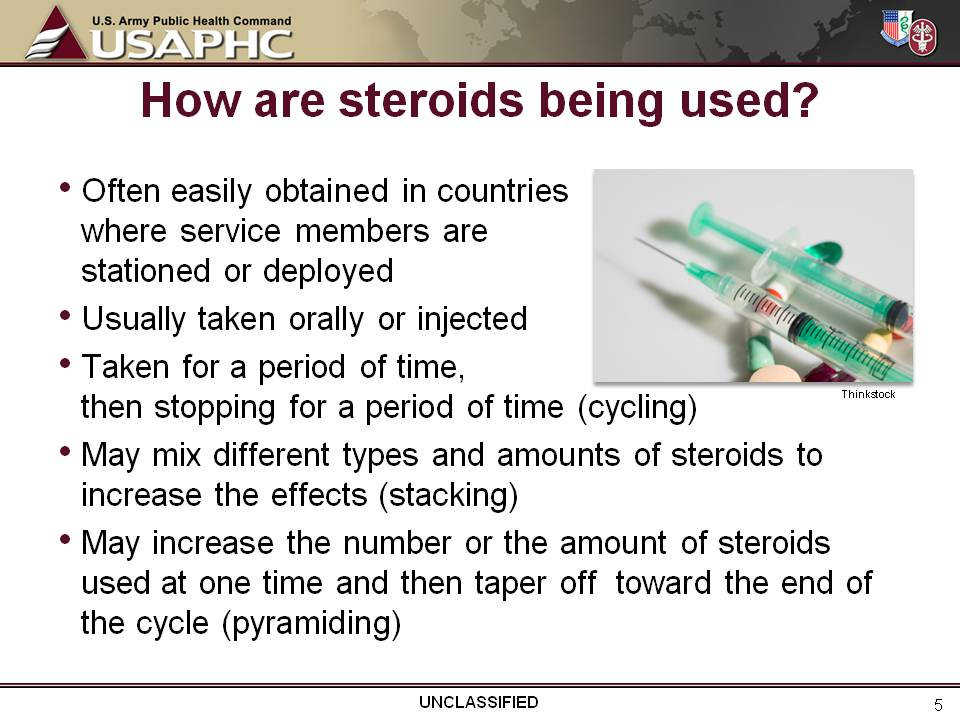 U.S. Army Public Health Command
USAPHC
How are steroids being used?
• Often easily obtained in countries
where service members are
stationed or deployed
• Usually taken orally or injected
• Taken for a period of time,
then stopping for a period of time (cycling)
Thinkstock
• May mix different types and amounts of steroids to
increase the effects (stacking)
• May increase the number or the amount of steroids
used at one time and then taper off  toward the end of
the cycle (pyramiding)
UNCLASSIFIED
5